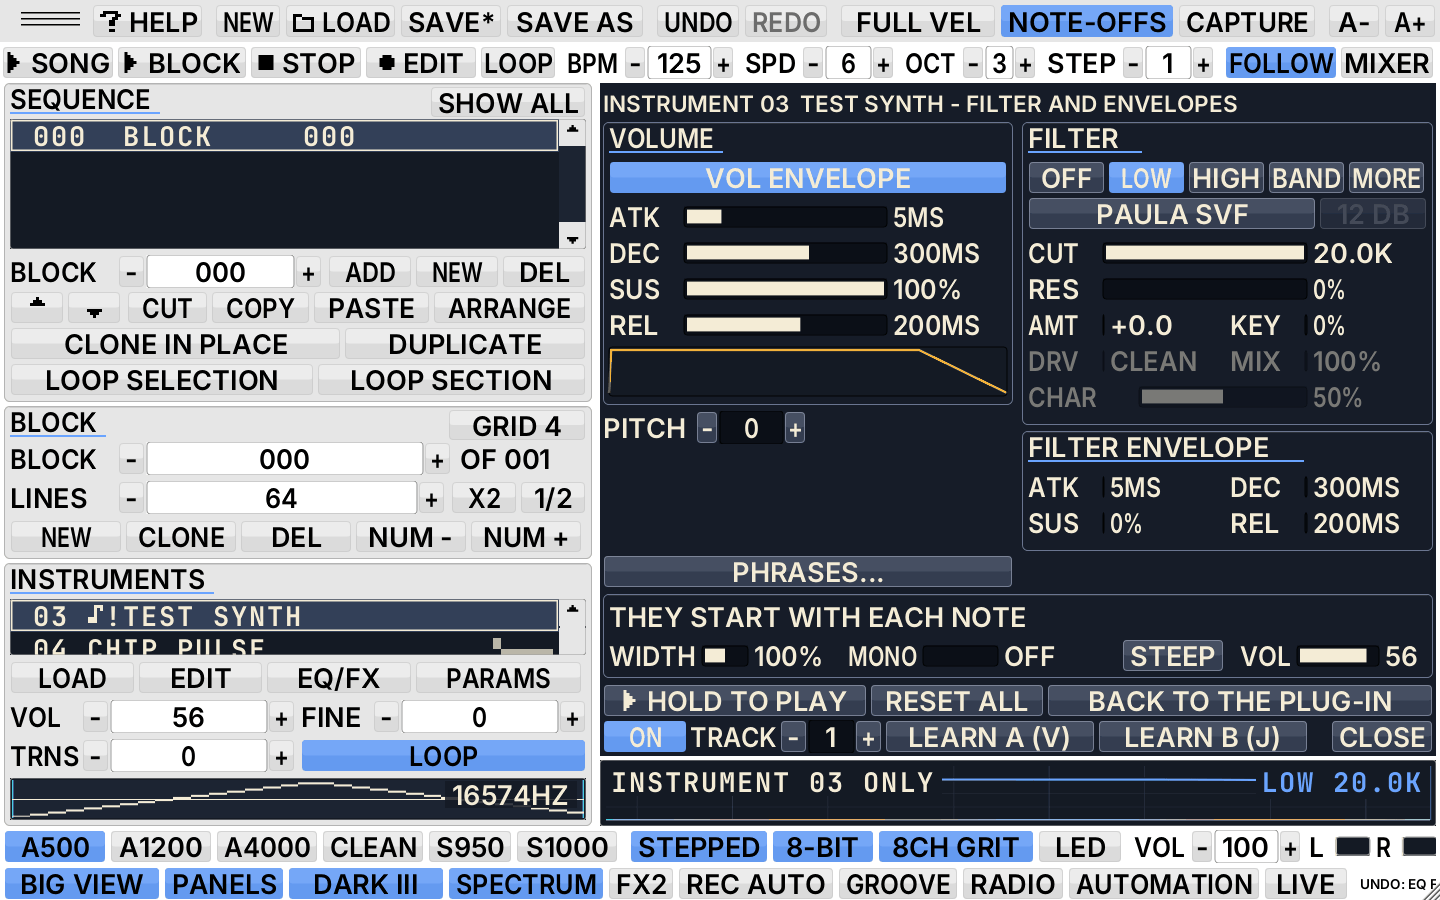 HELP NEW LOAD SAVE* SAVE AS UNDO REDO FULL VEL NOTE-OFFS CAPTURE A- A+
SONG BLOCK STOP EDIT LOOP BPM - 125 + SPD - 6 + OCT - 3 + STEP - 1 + FOLLOW MIXER
SEQUENCE SHOW ALL
000 BLOCK 000
BLOCK - 000 + ADD NEW DEL
CUT COPY PASTE ARRANGE
CLONE IN PLACE DUPLICATE
LOOP SELECTION LOOP SECTION
BLOCK GRID 4
BLOCK - 000 + OF 001
LINES - 64 + X2 1/2
NEW CLONE DEL NUM - NUM +
INSTRUMENTS
03 ♪!TEST SYNTH
04 CHIP PULSE
LOAD EDIT EQ/FX PARAMS
VOL - 56 + FINE - 0 +
TRNS - 0 + LOOP
16574HZ
INSTRUMENT 03 TEST SYNTH - FILTER AND ENVELOPES
VOLUME
VOL ENVELOPE
ATK 5MS
DEC 300MS
SUS 100%
REL 200MS
PITCH - 0 +
PHRASES...
FILTER
OFF LOW HIGH BAND MORE
PAULA SVF 12 DB
CUT 20.0K
RES 0%
AMT +0.0 KEY 0%
DRV CLEAN MIX 100%
CHAR 50%
FILTER ENVELOPE
ATK 5MS DEC 300MS
SUS 0% REL 200MS
THEY START WITH EACH NOTE
WIDTH 100% MONO OFF STEEP VOL 56
HOLD TO PLAY RESET ALL BACK TO THE PLUG-IN
ON TRACK - 1 + LEARN A (V) LEARN B (J) CLOSE
INSTRUMENT 03 ONLY LOW 20.0K
A500 A1200 A4000 CLEAN S950 S1000 STEPPED 8-BIT 8CH GRIT LED VOL - 100 + L R
BIG VIEW PANELS DARK III SPECTRUM FX2 REC AUTO GROOVE RADIO AUTOMATION LIVE UNDO: EQ